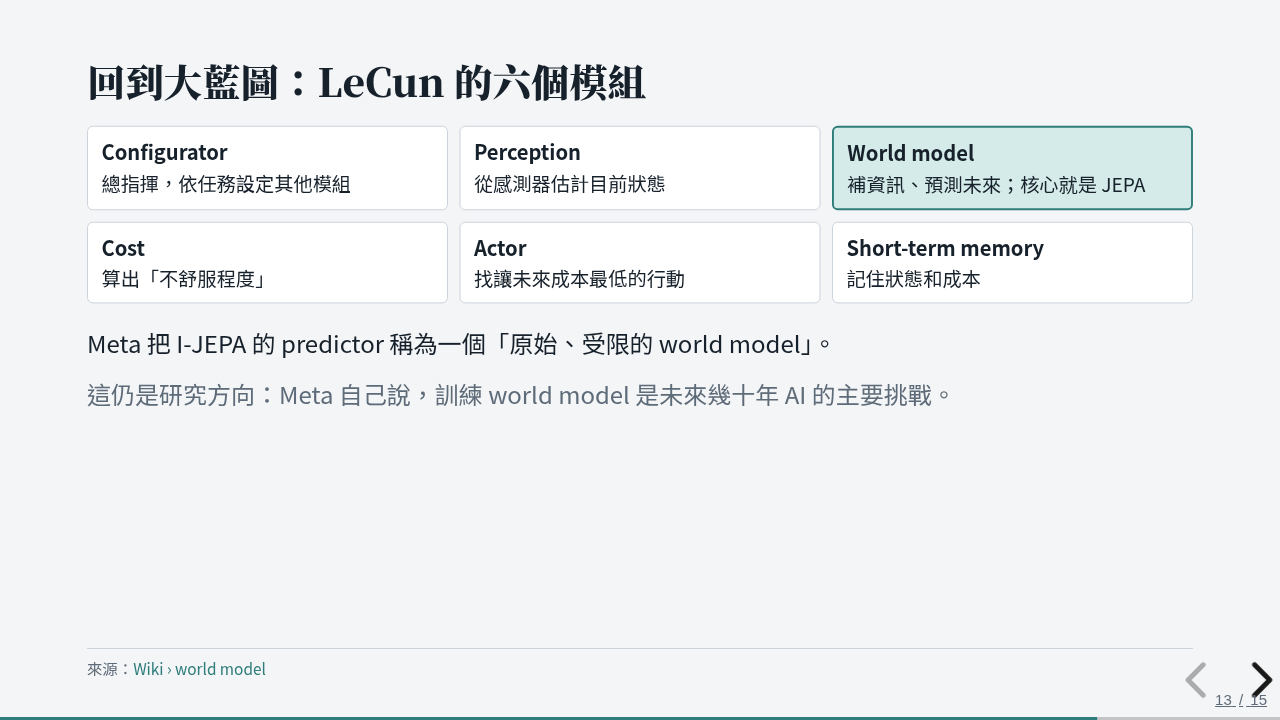 回到大藍圖：LeCun 的六個模組
Configurator
總指揮，依任務設定其他模組
Perception
從感測器估計目前狀態
World model
補資訊、預測未來；核心就是 JEPA
Cost
算出「不舒服程度」
Actor
找讓未來成本最低的行動
Short-term memory
記住狀態和成本
Meta 把 I-JEPA 的 predictor 稱為一個「原始、受限的 world model」。
這仍是研究方向：Meta 自己說，訓練 world model 是未來幾十年 AI 的主要挑戰。
來源：Wiki › world model
13 / 15